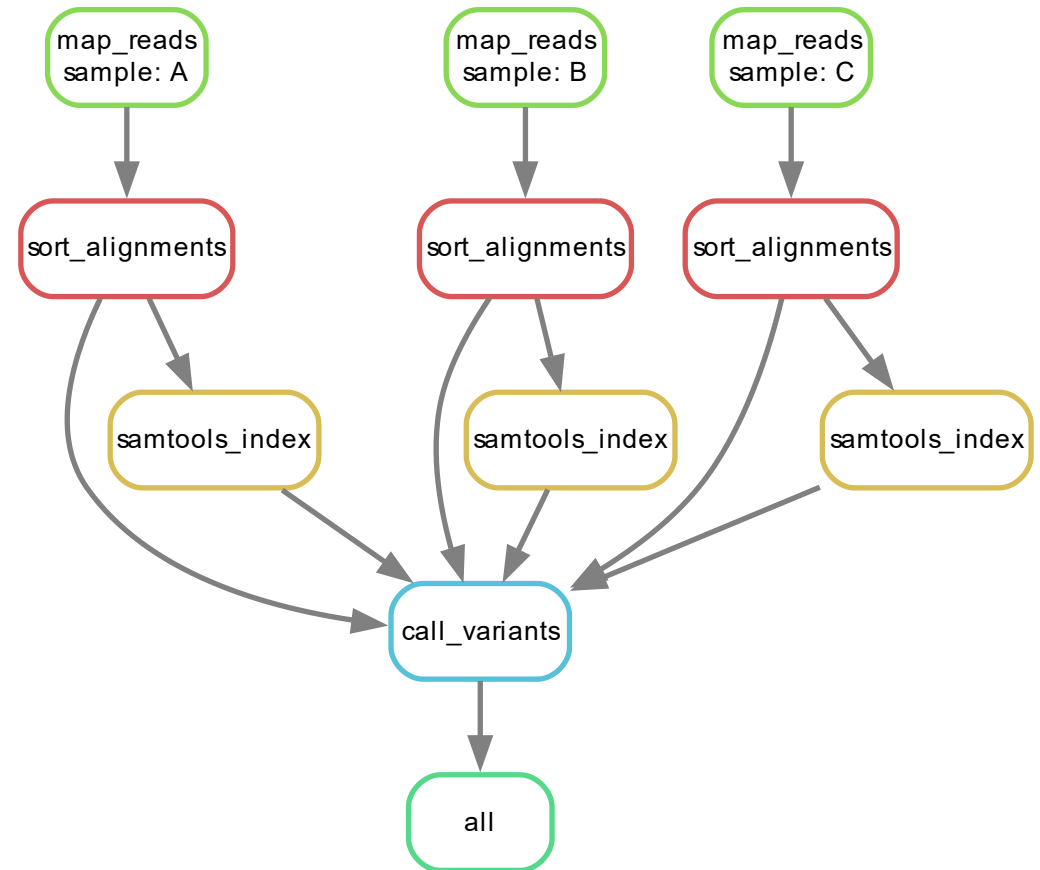 map_reads
sample: A
map_reads
sample: B
map_reads
sample: C
sort_alignments
sort_alignments
sort_alignments
samtools_index
samtools_index
samtools_index
call_variants
all